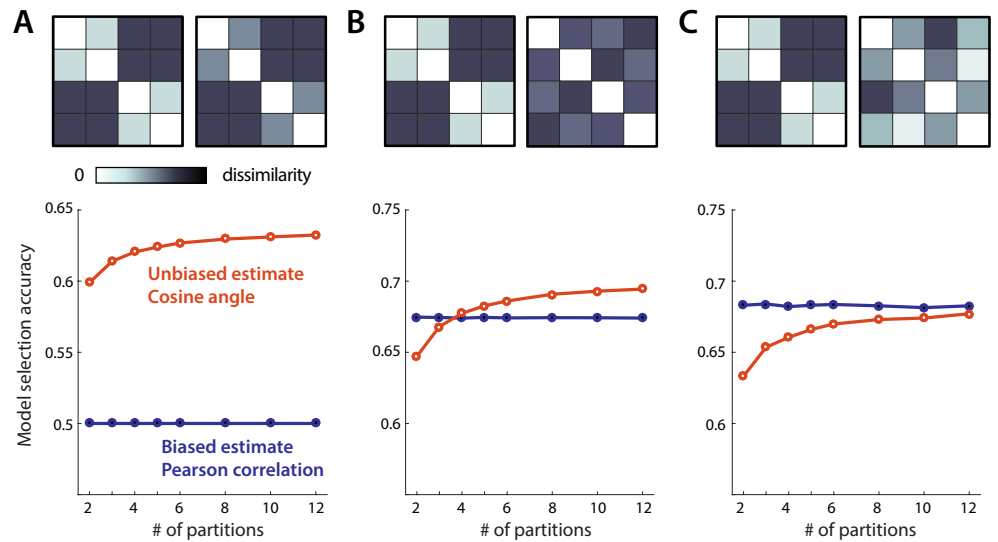 A
B
C
0
dissimilarity
Model selection accuracy
0.65
0.6
0.55
0.5
Unbiased estimate
Cosine angle
Biased estimate
Pearson correlation
2
4
6
8
10
12
# of partitions
0.75
0.7
0.65
0.6
2
4
6
8
10
12
# of partitions
0.75
0.7
0.65
0.6
2
4
6
8
10
12
# of partitions